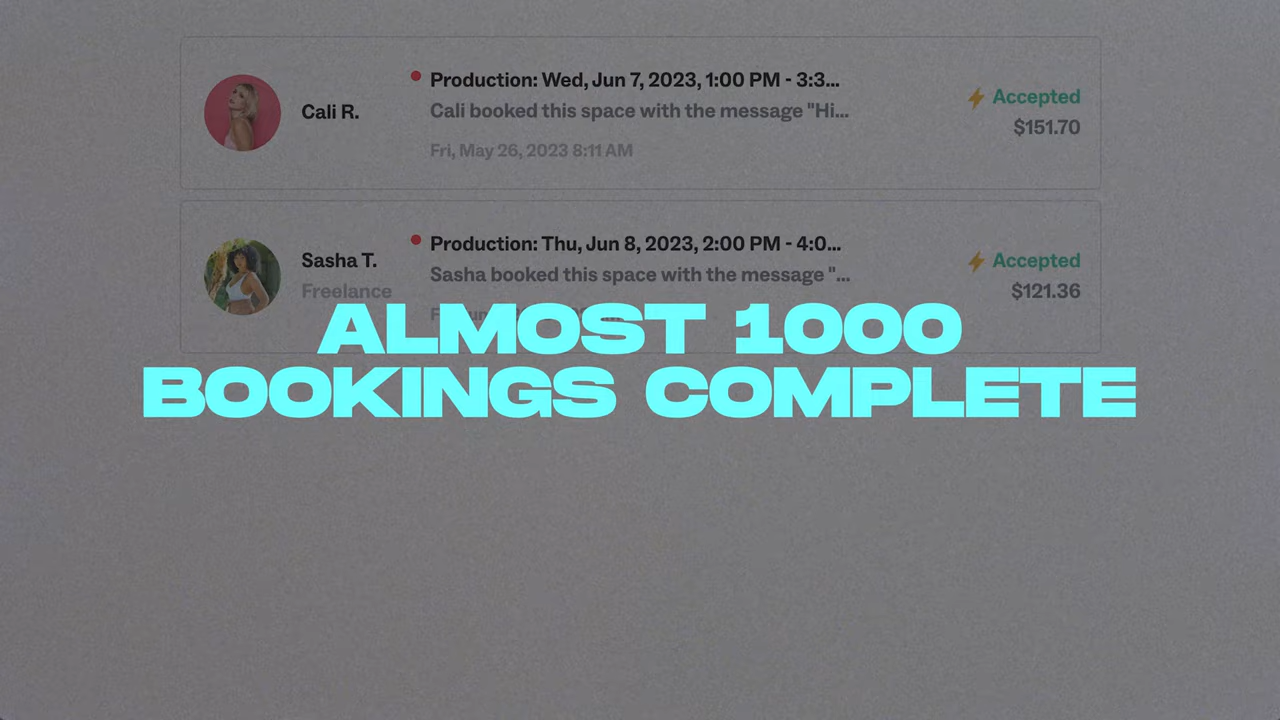 Production: Wed, Jun 7, 2023, 1:00 PM - 3:3...
Cali R.
Cali booked this space with the message "Hi...
Fri, May 26, 2023 8:11 AM
Accepted
$151.70
Production: Thu, Jun 8, 2023, 2:00 PM - 4:0...
Sasha T.
Freelance
Sasha booked this space with the message "...
Accepted
$121.36
ALMOST 1000
BOOKINGS COMPLETE